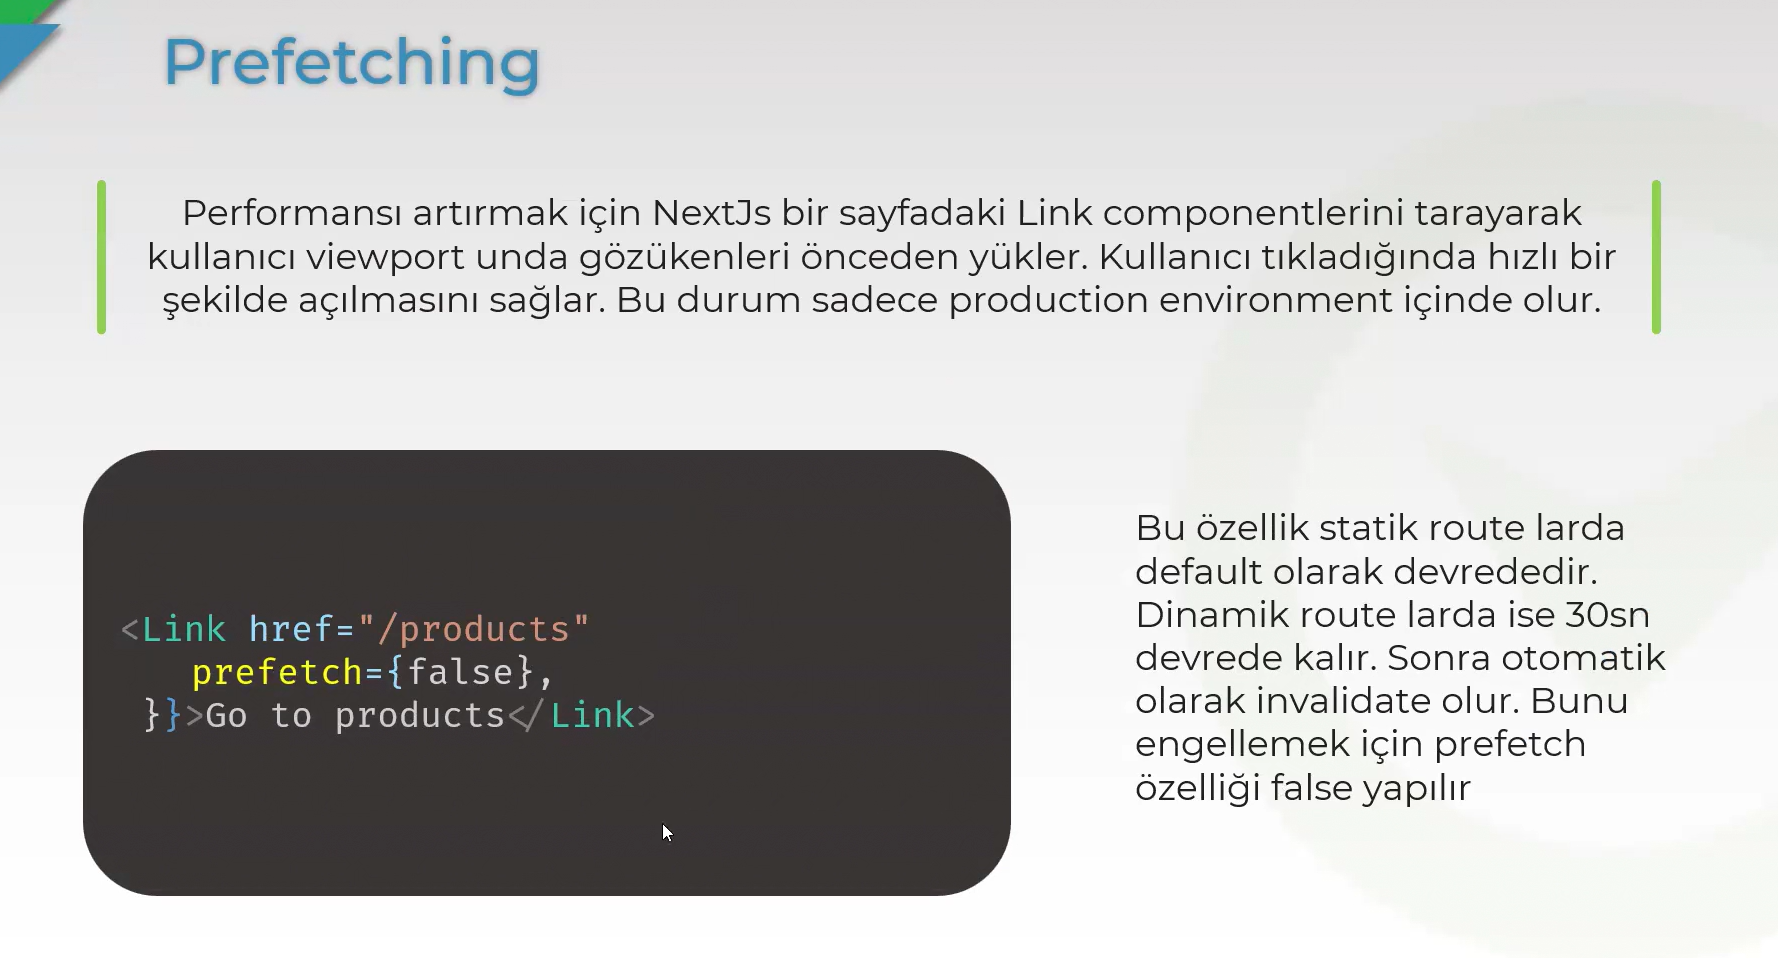 Prefetching
Performansı artırmak için NextJs bir sayfadaki Link componentlerini tarayarak
kullanıcı viewport unda gözükenleri önceden yükler. Kullanıcı tıkladığında hızlı bir
şekilde açılmasını sağlar. Bu durum sadece production environment içinde olur.
<Link href="/products"
prefetch={false},
}}>Go to products</Link>
Bu özellik statik route larda
default olarak devrededir.
Dinamik route larda ise 30sn
devrede kalır. Sonra otomatik
olarak invalidate olur. Bunu
engellemek için prefetch
özelliği false yapılır